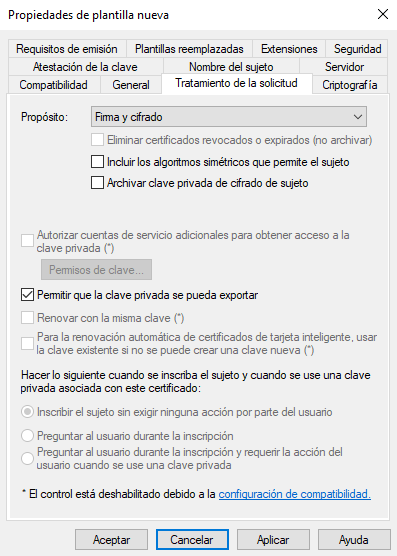 Propiedades de plantilla nueva
Requisitos de emisión Plantillas reemplazadas Extensiones Seguridad
Atestación de la clave Nombre del sujeto Servidor
Compatibilidad General Tratamiento de la solicitud Criptografía
Propósito: Firma y cifrado
Eliminar certificados revocados o expirados (no archivar)
Incluir los algoritmos simétricos que permite el sujeto
Archivar clave privada de cifrado de sujeto
Autorizar cuentas de servicio adicionales para obtener acceso a la
clave privada (*)
Permisos de clave...
Permitir que la clave privada se pueda exportar
Renovar con la misma clave (*)
Para la renovación automática de certificados de tarjeta inteligente, usar
la clave existente si no se puede crear una clave nueva (*)
Hacer lo siguiente cuando se inscriba el sujeto y cuando se use una clave
privada asociada con este certificado:
Inscribir el sujeto sin exigir ninguna acción por parte del usuario
Preguntar al usuario durante la inscripción
Preguntar al usuario durante la inscripción y requerir la acción del
usuario cuando se use una clave privada
* El control está deshabilitado debido a la configuración de compatibilidad.
Aceptar Cancelar Aplicar Ayuda